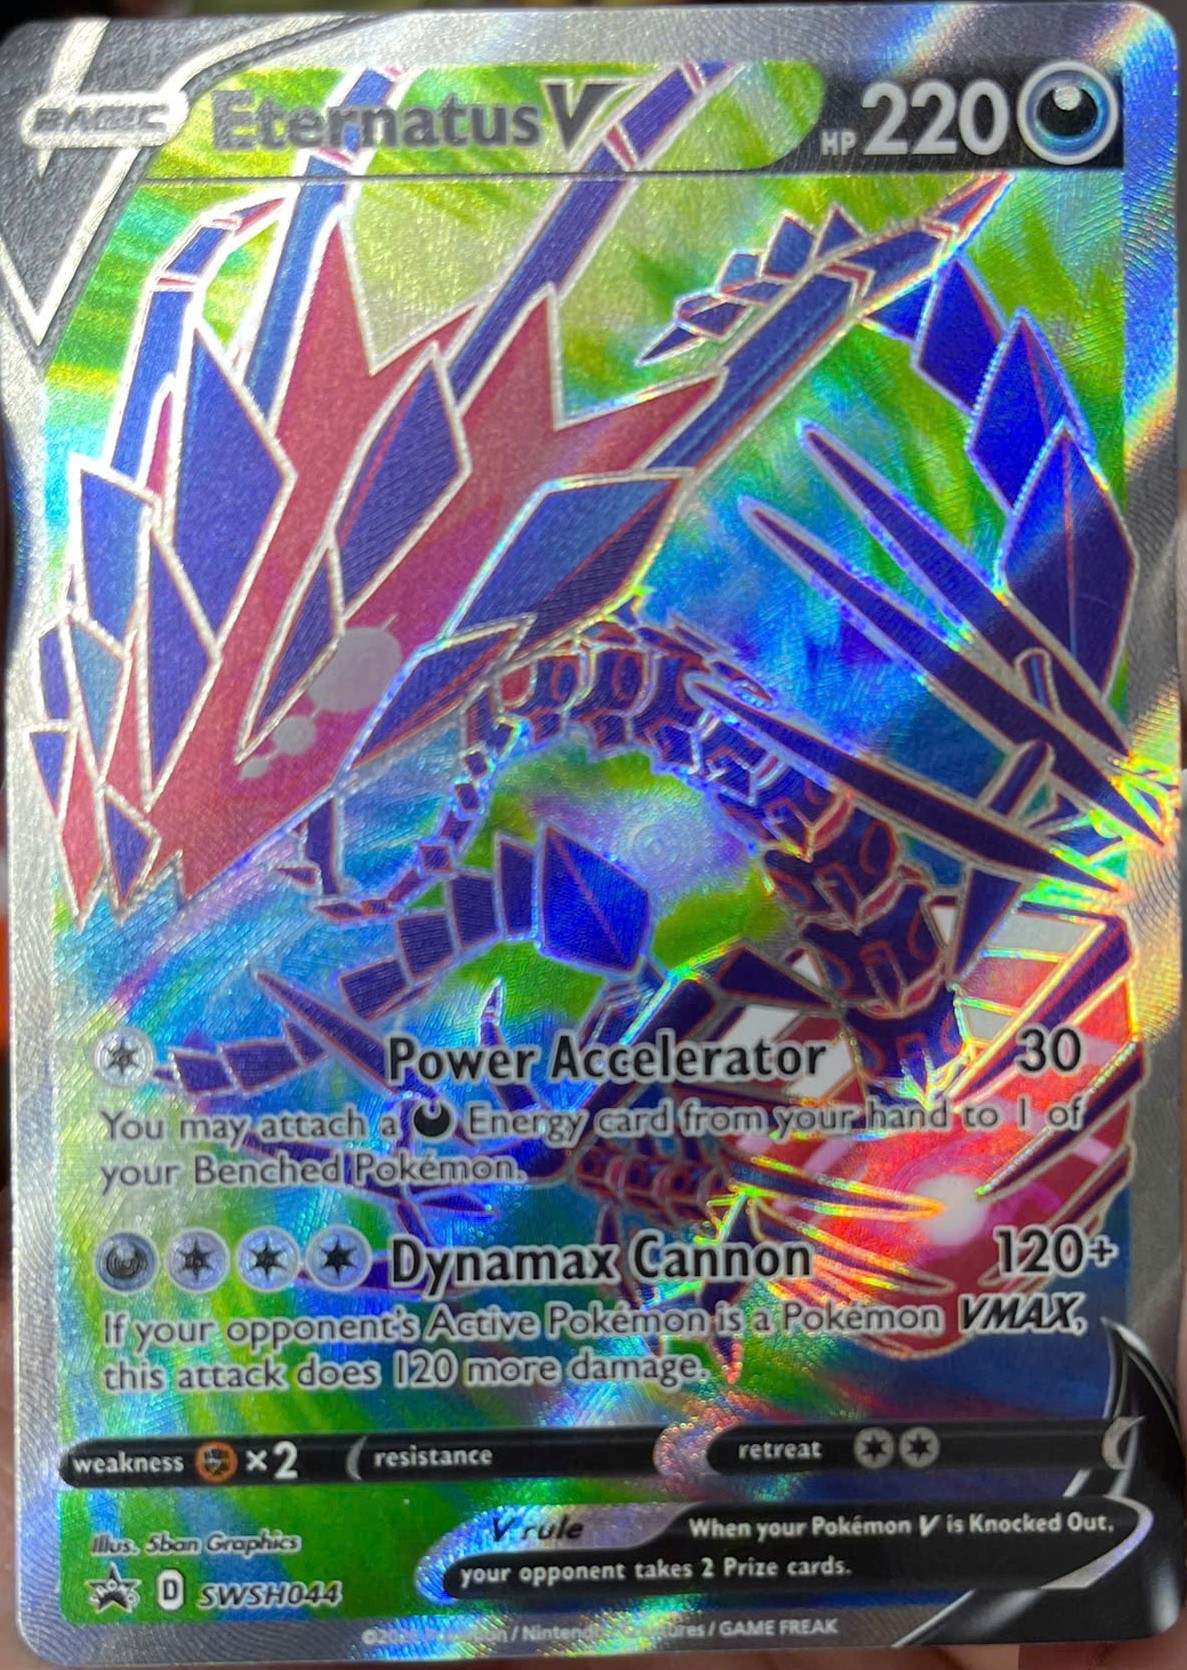 BASIC Eternatus V HP 220
Power Accelerator 30
You may attach a Energy card from your hand to 1 of
your Benched Pokémon.
Dynamax Cannon 120+
If your opponent's Active Pokémon is a Pokémon VMAX,
this attack does 120 more damage.
weakness ×2 resistance retreat
V rule When your Pokémon V is Knocked Out,
opponent takes 2 Prize cards.
Illus. 5ban Graphics
PROMO D SWSH044
/ Nintendo / GAME FREAK